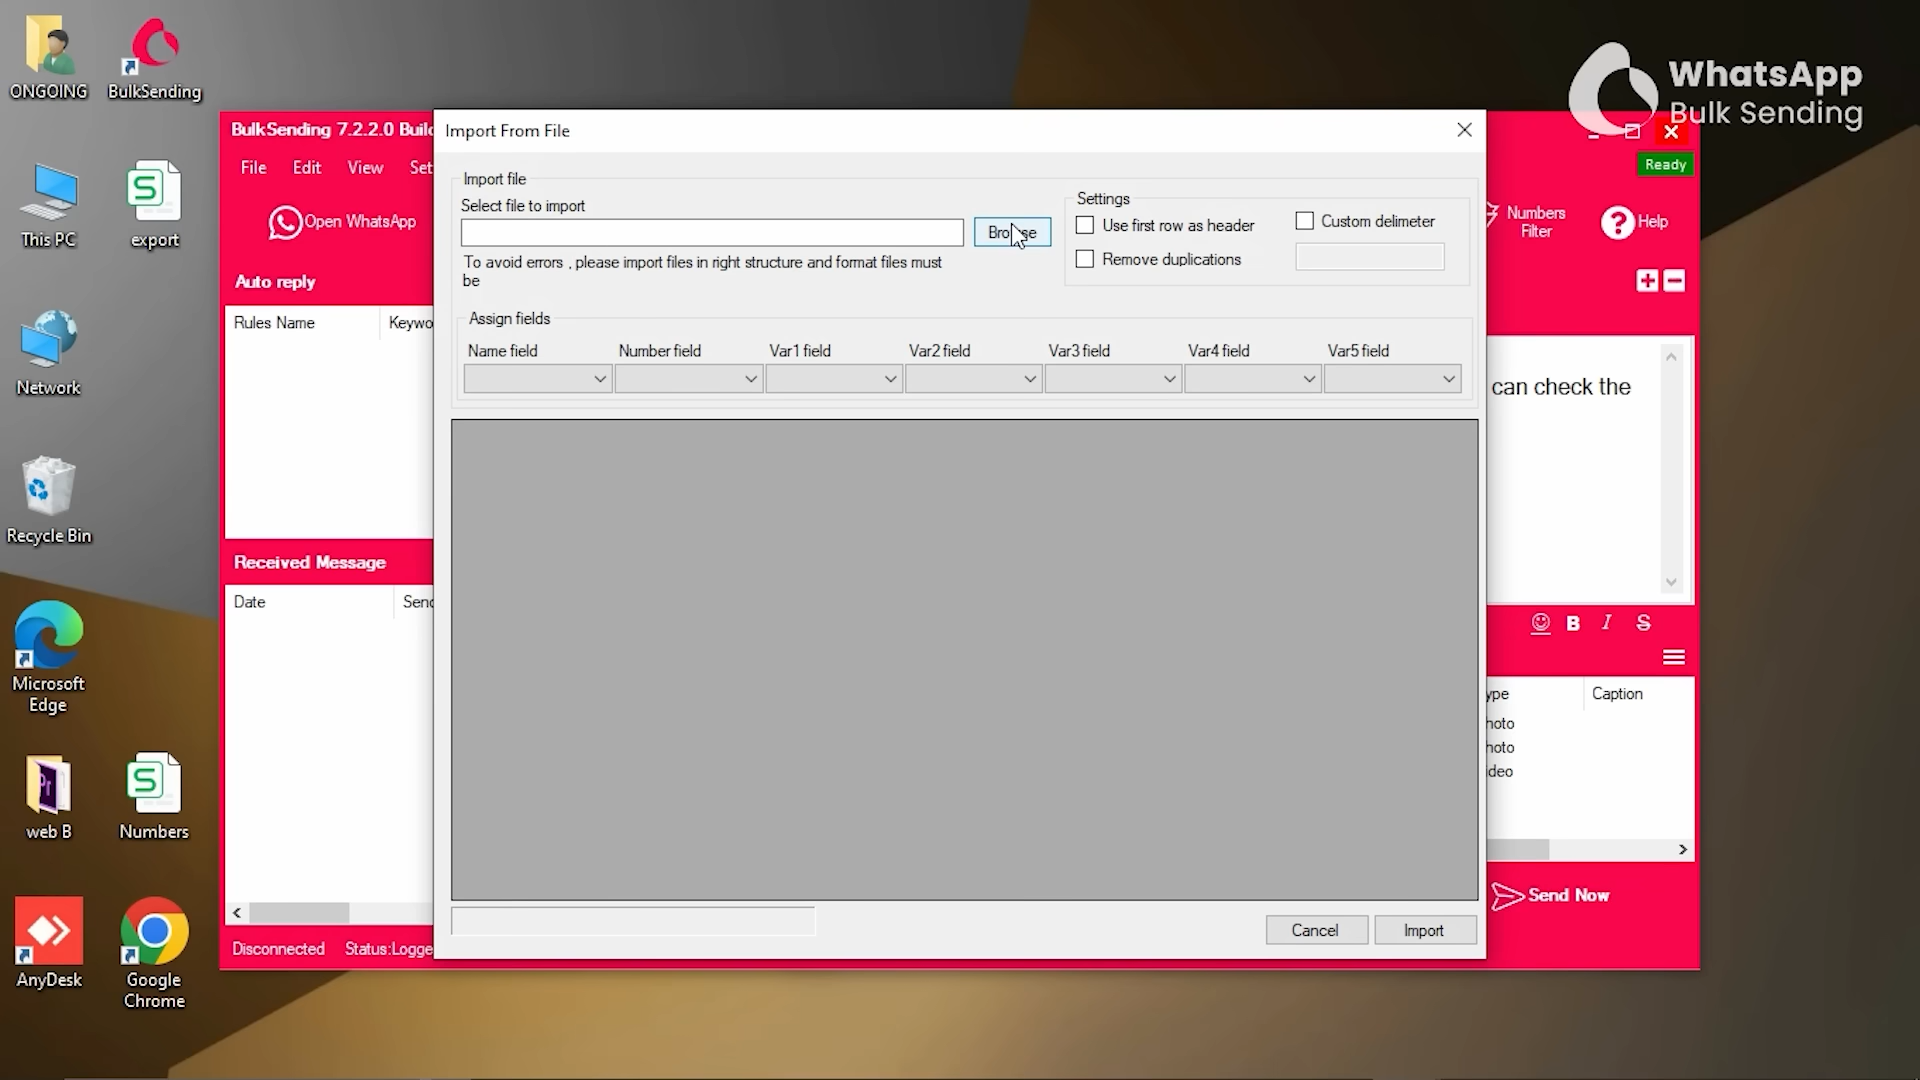 ONGOING
BulkSending
This PC
export
Network
Recycle Bin
Microsoft
Edge
web B
Numbers
AnyDesk
Google
Chrome
WhatsApp
Bulk Sending
BulkSending 7.2.2.0 Build
File Edit View Set
Open WhatsApp
Auto reply
Rules Name Keywo
Received Message
Date Send
Disconnected Status:Logge
Import From File
Import file
Select file to import
Browse
To avoid errors , please import files in right structure and format files must
be
Settings
Use first row as header
Custom delimeter
Remove duplications
Assign fields
Name field Number field Var1 field Var2 field Var3 field Var4 field Var5 field
Cancel Import
Ready
Numbers
Filter
Help
can check the
B I S
ype Caption
hoto
hoto
ideo
Send Now